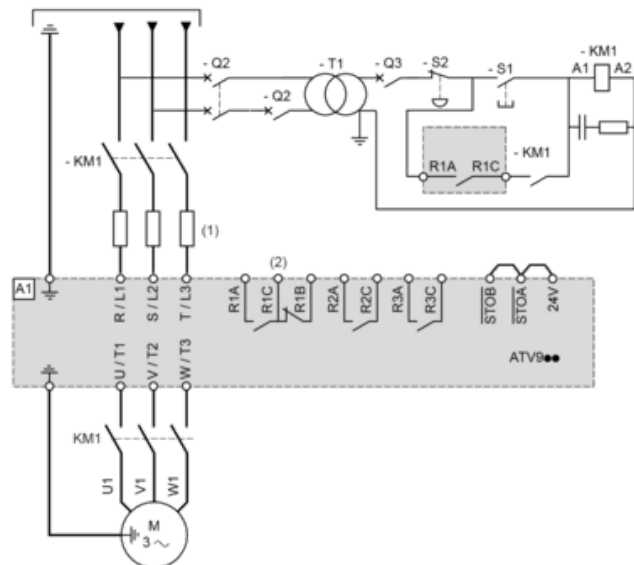 - Q2
- T1
- Q3
- S2
- S1
- KM1
A1
A2
- Q2
- KM1
R1A
R1C
- KM1
(1)
(2)
A1
R / L1
S / L2
T / L3
R1A
R1C
R1B
R2A
R2C
R3A
R3C
STOB
STOA
24V
U / T1
V / T2
W / T3
ATV9●●
KM1
U1
V1
W1
M
3 ~